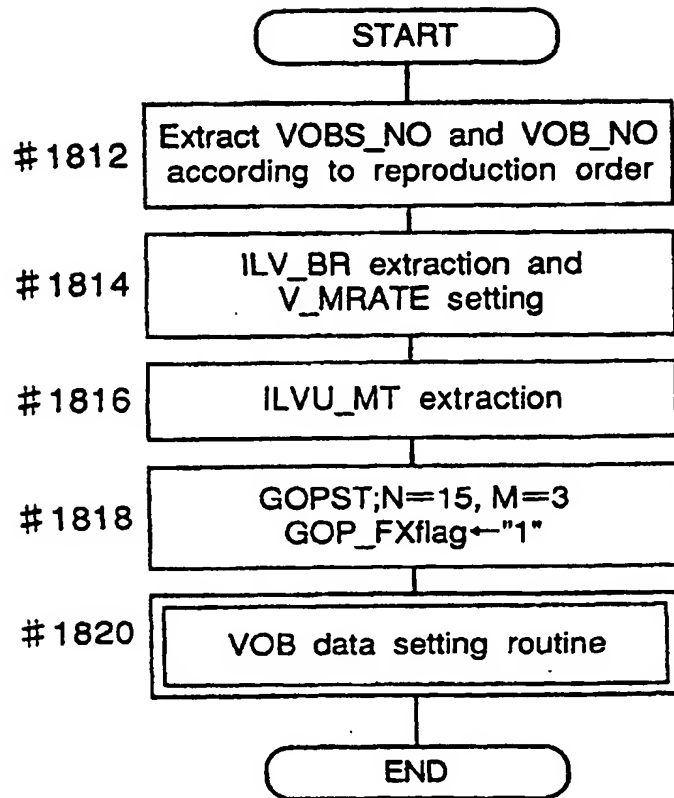 START
#1812 Extract VOBS_NO and VOB_NO
according to reproduction order
#1814 ILV_BR extraction and
V_MRATE setting
#1816 ILVU_MT extraction
#1818 GOPST;N=15, M=3
GOP_FXflag←"1"
#1820 VOB data setting routine
END